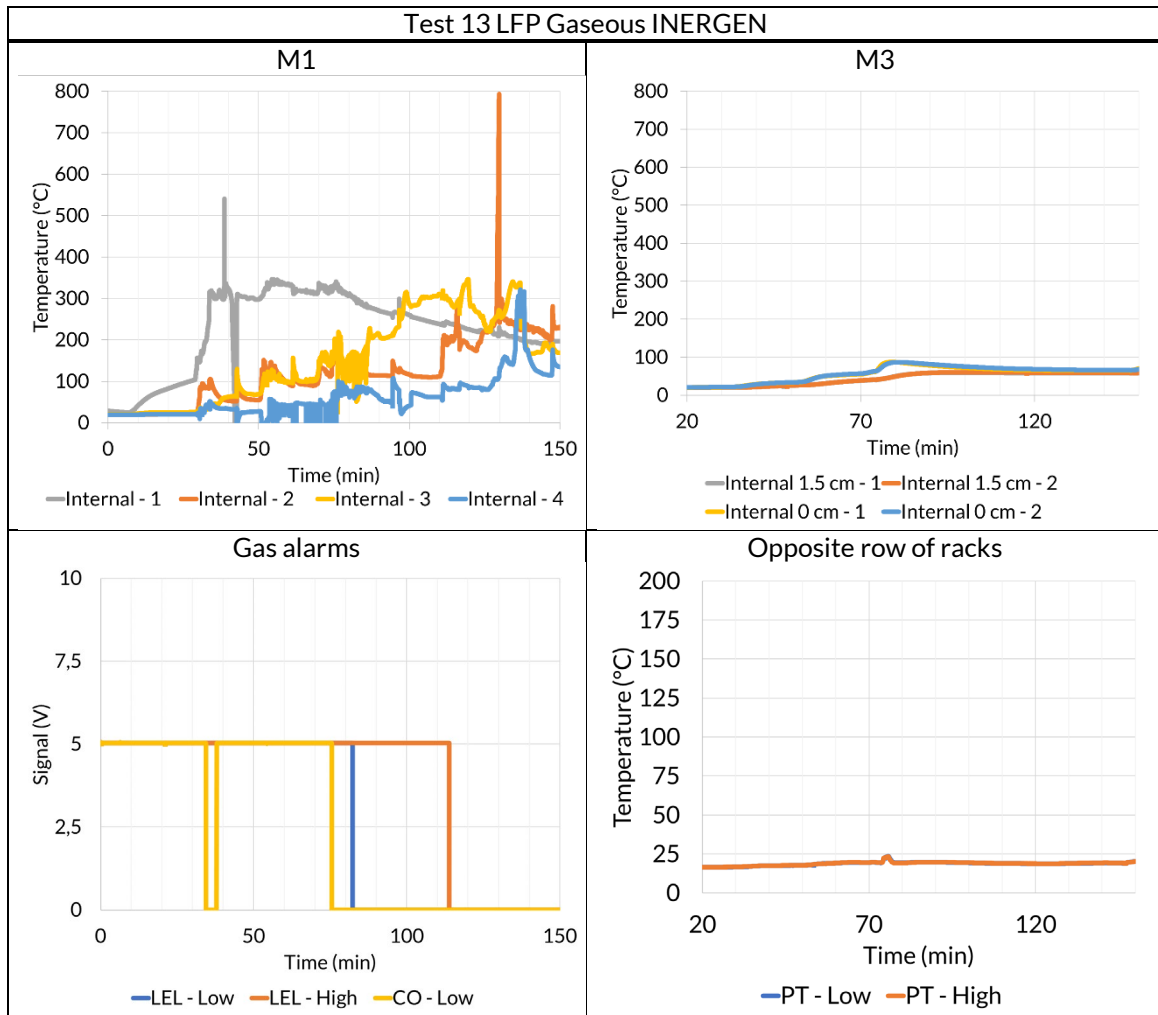 Test 13 LFP Gaseous INERGEN
M1
800
700
600
500
400
300
200
100
0
Temperature (°C)
0 50 100 150
Time (min)
Internal - 1 Internal - 2 Internal - 3 Internal - 4
M3
800
700
600
500
400
300
200
100
0
Temperature (°C)
20 70 120
Time (min)
Internal 1.5 cm - 1 Internal 1.5 cm - 2
Internal 0 cm - 1 Internal 0 cm - 2
Gas alarms
10
7,5
5
2,5
0
Signal (V)
0 50 100 150
Time (min)
LEL - Low LEL - High CO - Low
Opposite row of racks
200
175
150
125
100
75
50
25
0
Temperature (°C)
20 70 120
Time (min)
PT - Low PT - High